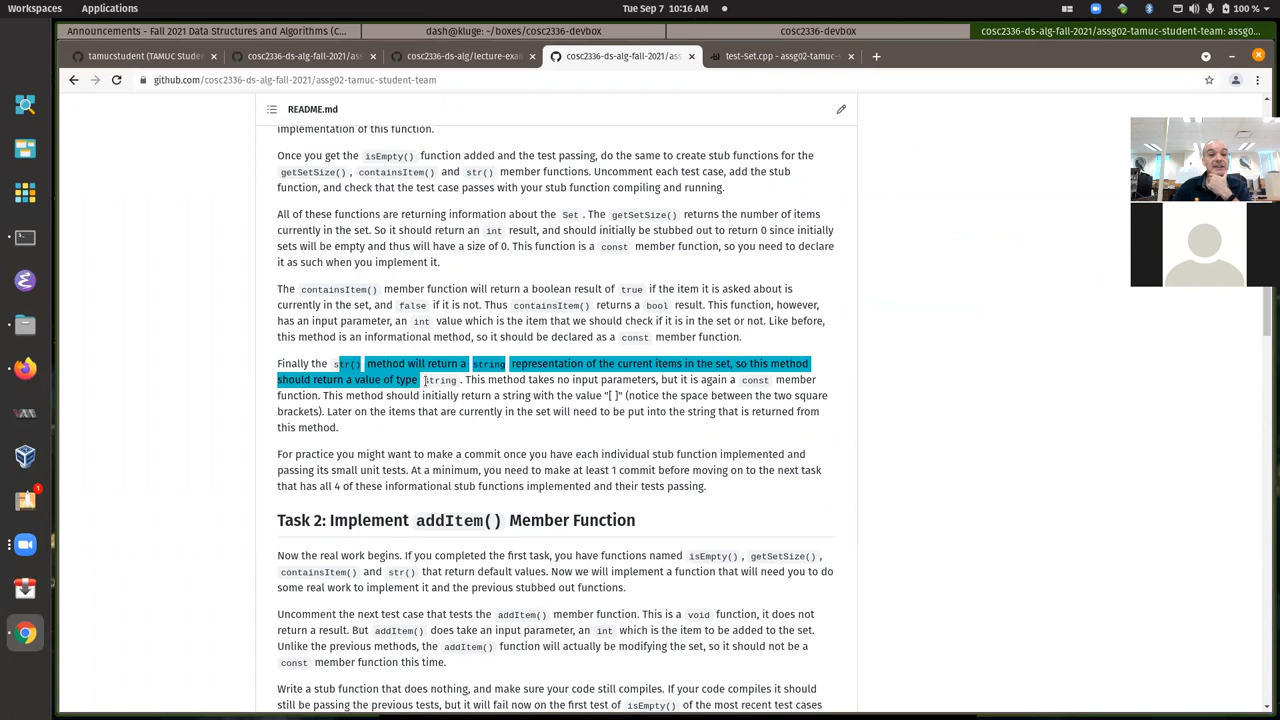 Workspaces Applications Tue Sep 7 10:16 AM 100 %
Announcements - Fall 2021 Data Structures and Algorithms (C... dash@kluge: ~/boxes/cosc2336-devbox cosc2336-devbox cosc2336-ds-alg-fall-2021/assg02-tamuc-student-team: assg0...
tamucstudent (TAMUC Stude cosc2336-ds-alg-fall-2021/a cosc2336-ds-alg/lecture-exam cosc2336-ds-alg-fall-2021/a test-Set.cpp - assg02-tamuc-s
github.com/cosc2336-ds-alg-fall-2021/assg02-tamuc-student-team
README.md
implementation of this function.
Once you get the isEmpty() function added and the test passing, do the same to create stub functions for the
getSetSize() , containsItem() and str() member functions. Uncomment each test case, add the stub
function, and check that the test case passes with your stub function compiling and running.
All of these functions are returning information about the Set . The getSetSize() returns the number of items
currently in the set. So it should return an int result, and should initially be stubbed out to return 0 since initially
sets will be empty and thus will have a size of 0. This function is a const member function, so you need to declare
it as such when you implement it.
The containsItem() member function will return a boolean result of true if the item it is asked about is
currently in the set, and false if it is not. Thus containsItem() returns a bool result. This function, however,
has an input parameter, an int value which is the item that we should check if it is in the set or not. Like before,
this method is an informational method, so it should be declared as a const member function.
Finally the str() method will return a string representation of the current items in the set, so this method
should return a value of type string . This method takes no input parameters, but it is again a const member
function. This method should initially return a string with the value "[ ]" (notice the space between the two square
brackets). Later on the items that are currently in the set will need to be put into the string that is returned from
this method.
For practice you might want to make a commit once you have each individual stub function implemented and
passing its small unit tests. At a minimum, you need to make at least 1 commit before moving on to the next task
that has all 4 of these informational stub functions implemented and their tests passing.
Task 2: Implement addItem() Member Function
Now the real work begins. If you completed the first task, you have functions named isEmpty() , getSetSize() ,
containsItem() and str() that return default values. Now we will implement a function that will need you to do
some real work to implement it and the previous stubbed out functions.
Uncomment the next test case that tests the addItem() member function. This is a void function, it does not
return a result. But addItem() does take an input parameter, an int which is the item to be added to the set.
Unlike the previous methods, the addItem() function will actually be modifying the set, so it should not be a
const member function this time.
Write a stub function that does nothing, and make sure your code still compiles. If your code compiles it should
still be passing the previous tests, but it will fail now on the first test of isEmpty() of the most recent test cases